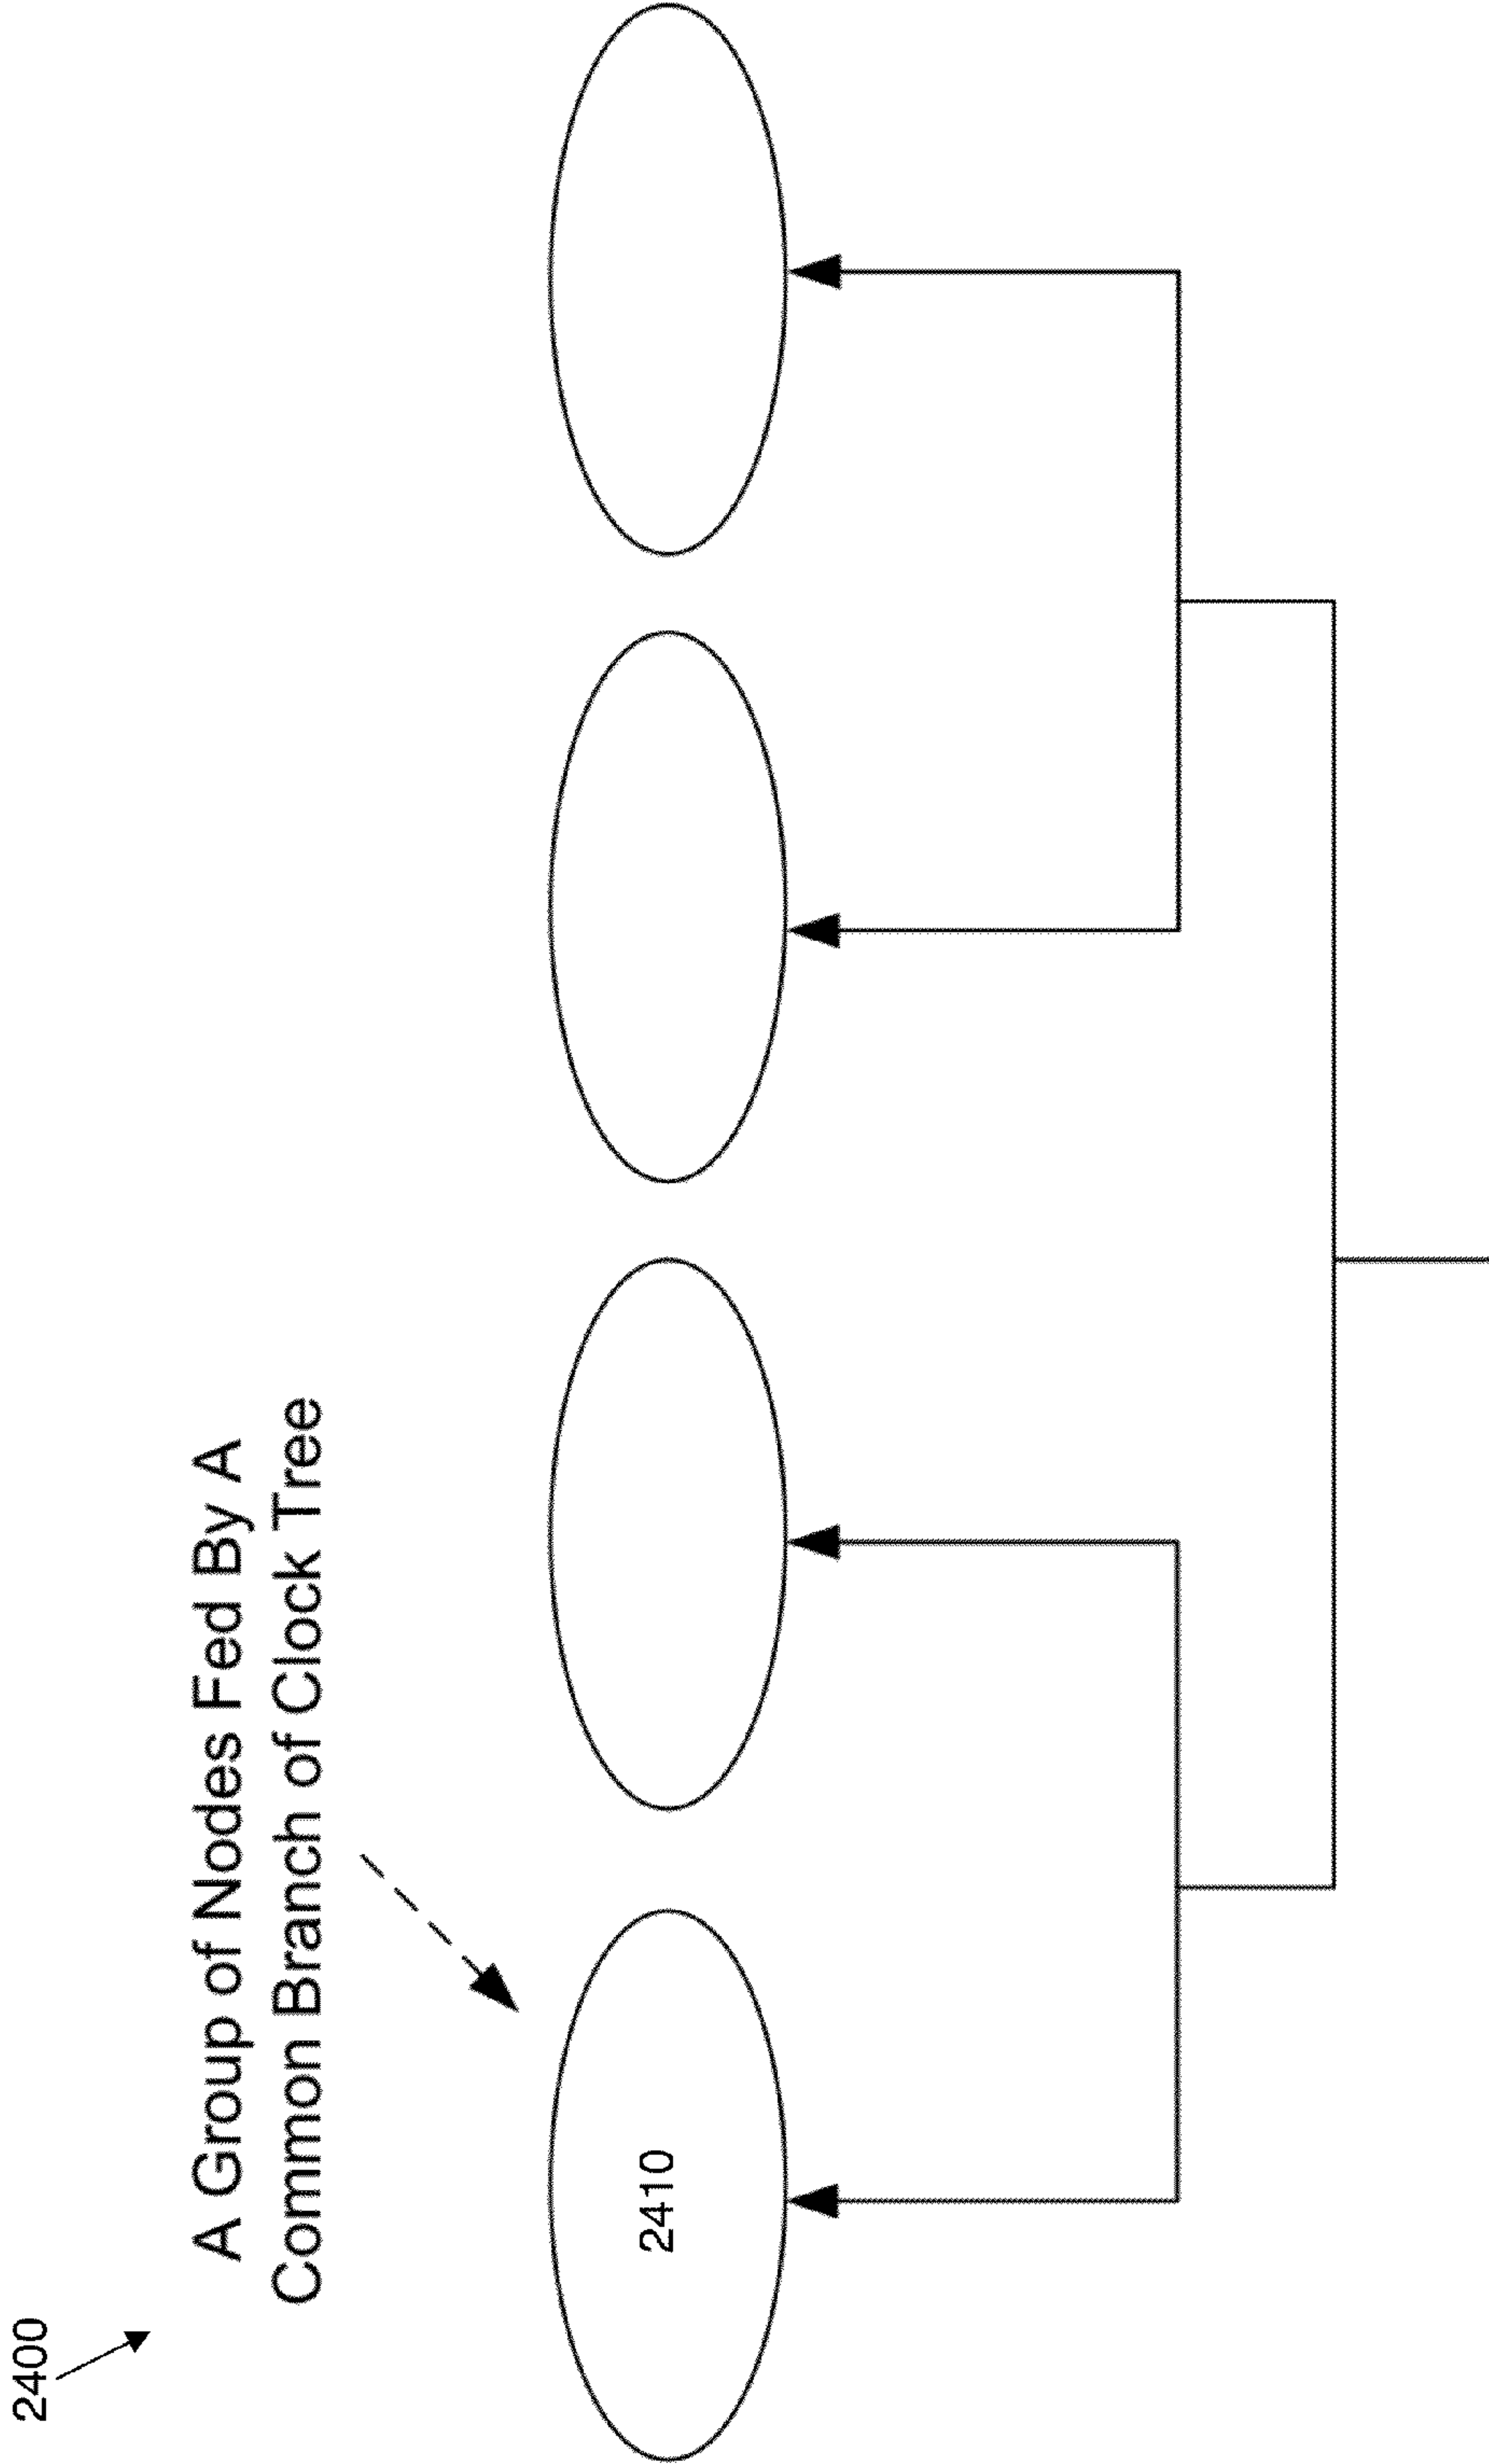 2400
A Group of Nodes Fed By A
Common Branch of Clock Tree
2410